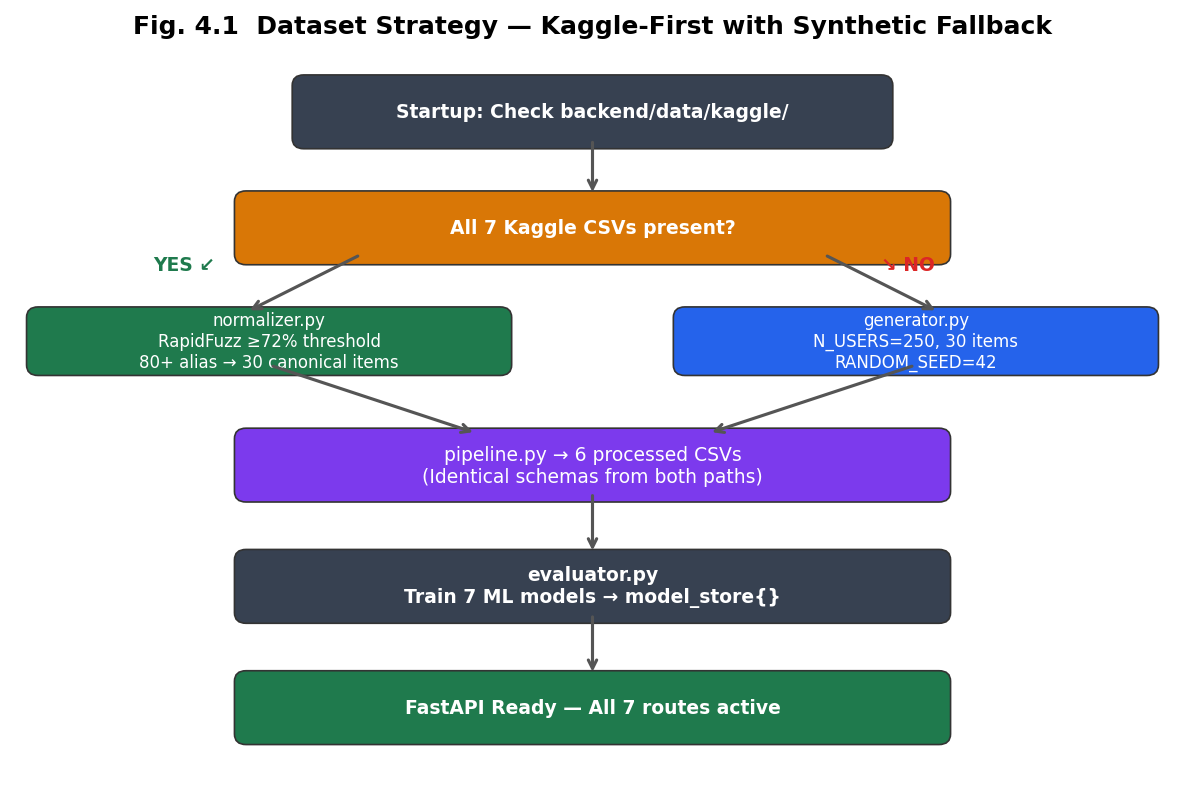 Fig. 4.1  Dataset Strategy — Kaggle-First with Synthetic Fallback
Startup: Check backend/data/kaggle/
All 7 Kaggle CSVs present?
YES ↙
↘ NO
normalizer.py
RapidFuzz ≥72% threshold
80+ alias → 30 canonical items
generator.py
N_USERS=250, 30 items
RANDOM_SEED=42
pipeline.py → 6 processed CSVs
(Identical schemas from both paths)
evaluator.py
Train 7 ML models → model_store{}
FastAPI Ready — All 7 routes active